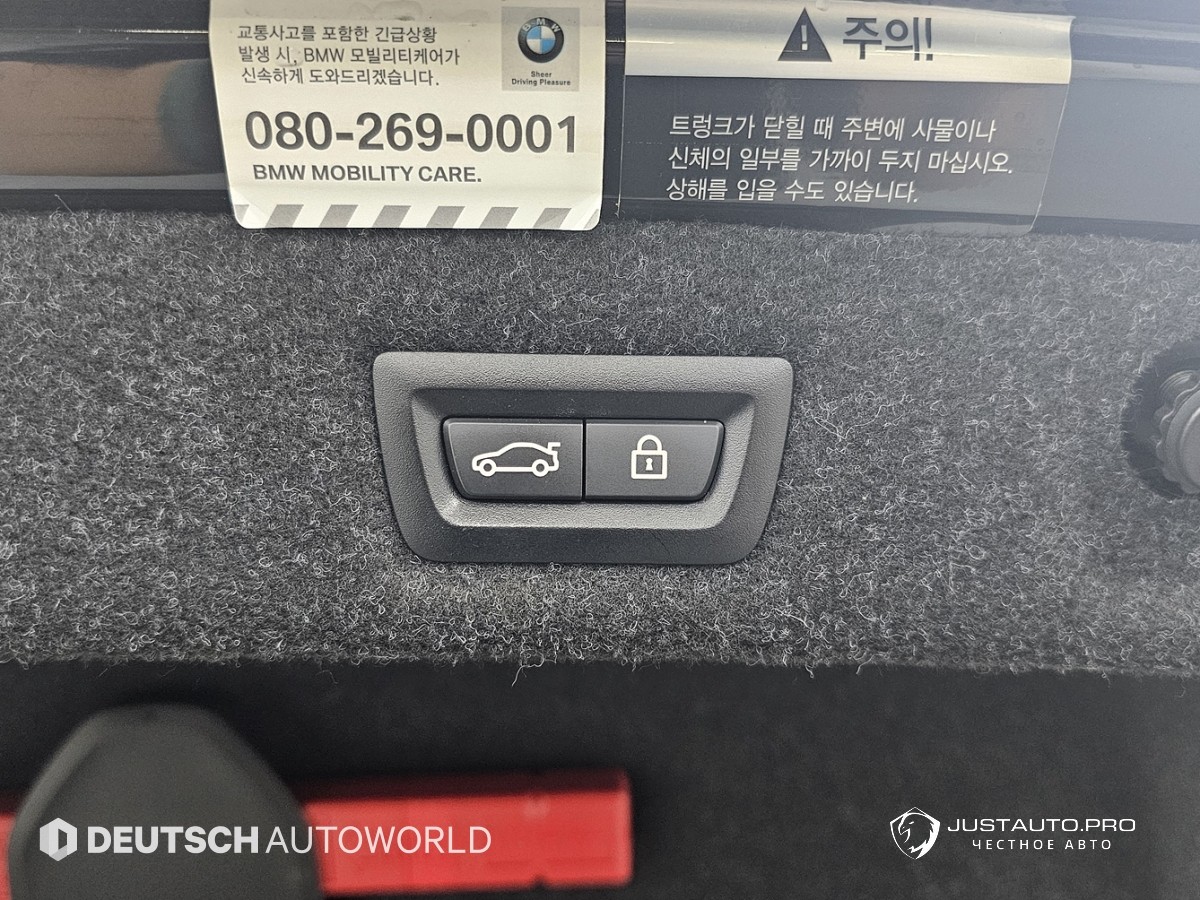 교통사고를 포함한 긴급상황
발생 시, BMW 모빌리티케어가
신속하게 도와드리겠습니다.
BMW
Sheer
Driving Pleasure
080-269-0001
BMW MOBILITY CARE.
주의!
트렁크가 닫힐 때 주변에 사물이나
신체의 일부를 가까이 두지 마십시오.
상해를 입을 수도 있습니다.
DEUTSCH AUTOWORLD
JUSTAUTO.PRO
ЧЕСТНОЕ АВТО